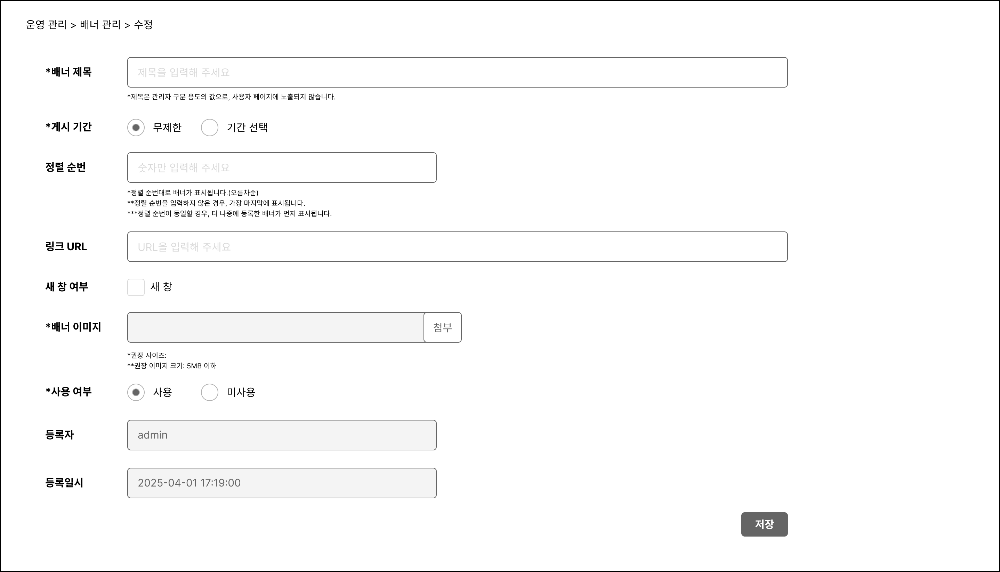 운영 관리 > 배너 관리 > 수정
*배너 제목
제목을 입력해 주세요
*제목은 관리자 구분 용도의 값으로, 사용자 페이지에 노출되지 않습니다.
*게시 기간
무제한
기간 선택
정렬 순번
숫자만 입력해 주세요
*정렬 순번대로 배너가 표시됩니다.(오름차순)
**정렬 순번을 입력하지 않은 경우, 가장 마지막에 표시됩니다.
***정렬 순번이 동일할 경우, 더 나중에 등록한 배너가 먼저 표시됩니다.
링크 URL
URL을 입력해 주세요
새 창 여부
새 창
*배너 이미지
첨부
*권장 사이즈:
**권장 이미지 크기: 5MB 이하
*사용 여부
사용
미사용
등록자
admin
등록일시
2025-04-01 17:19:00
저장